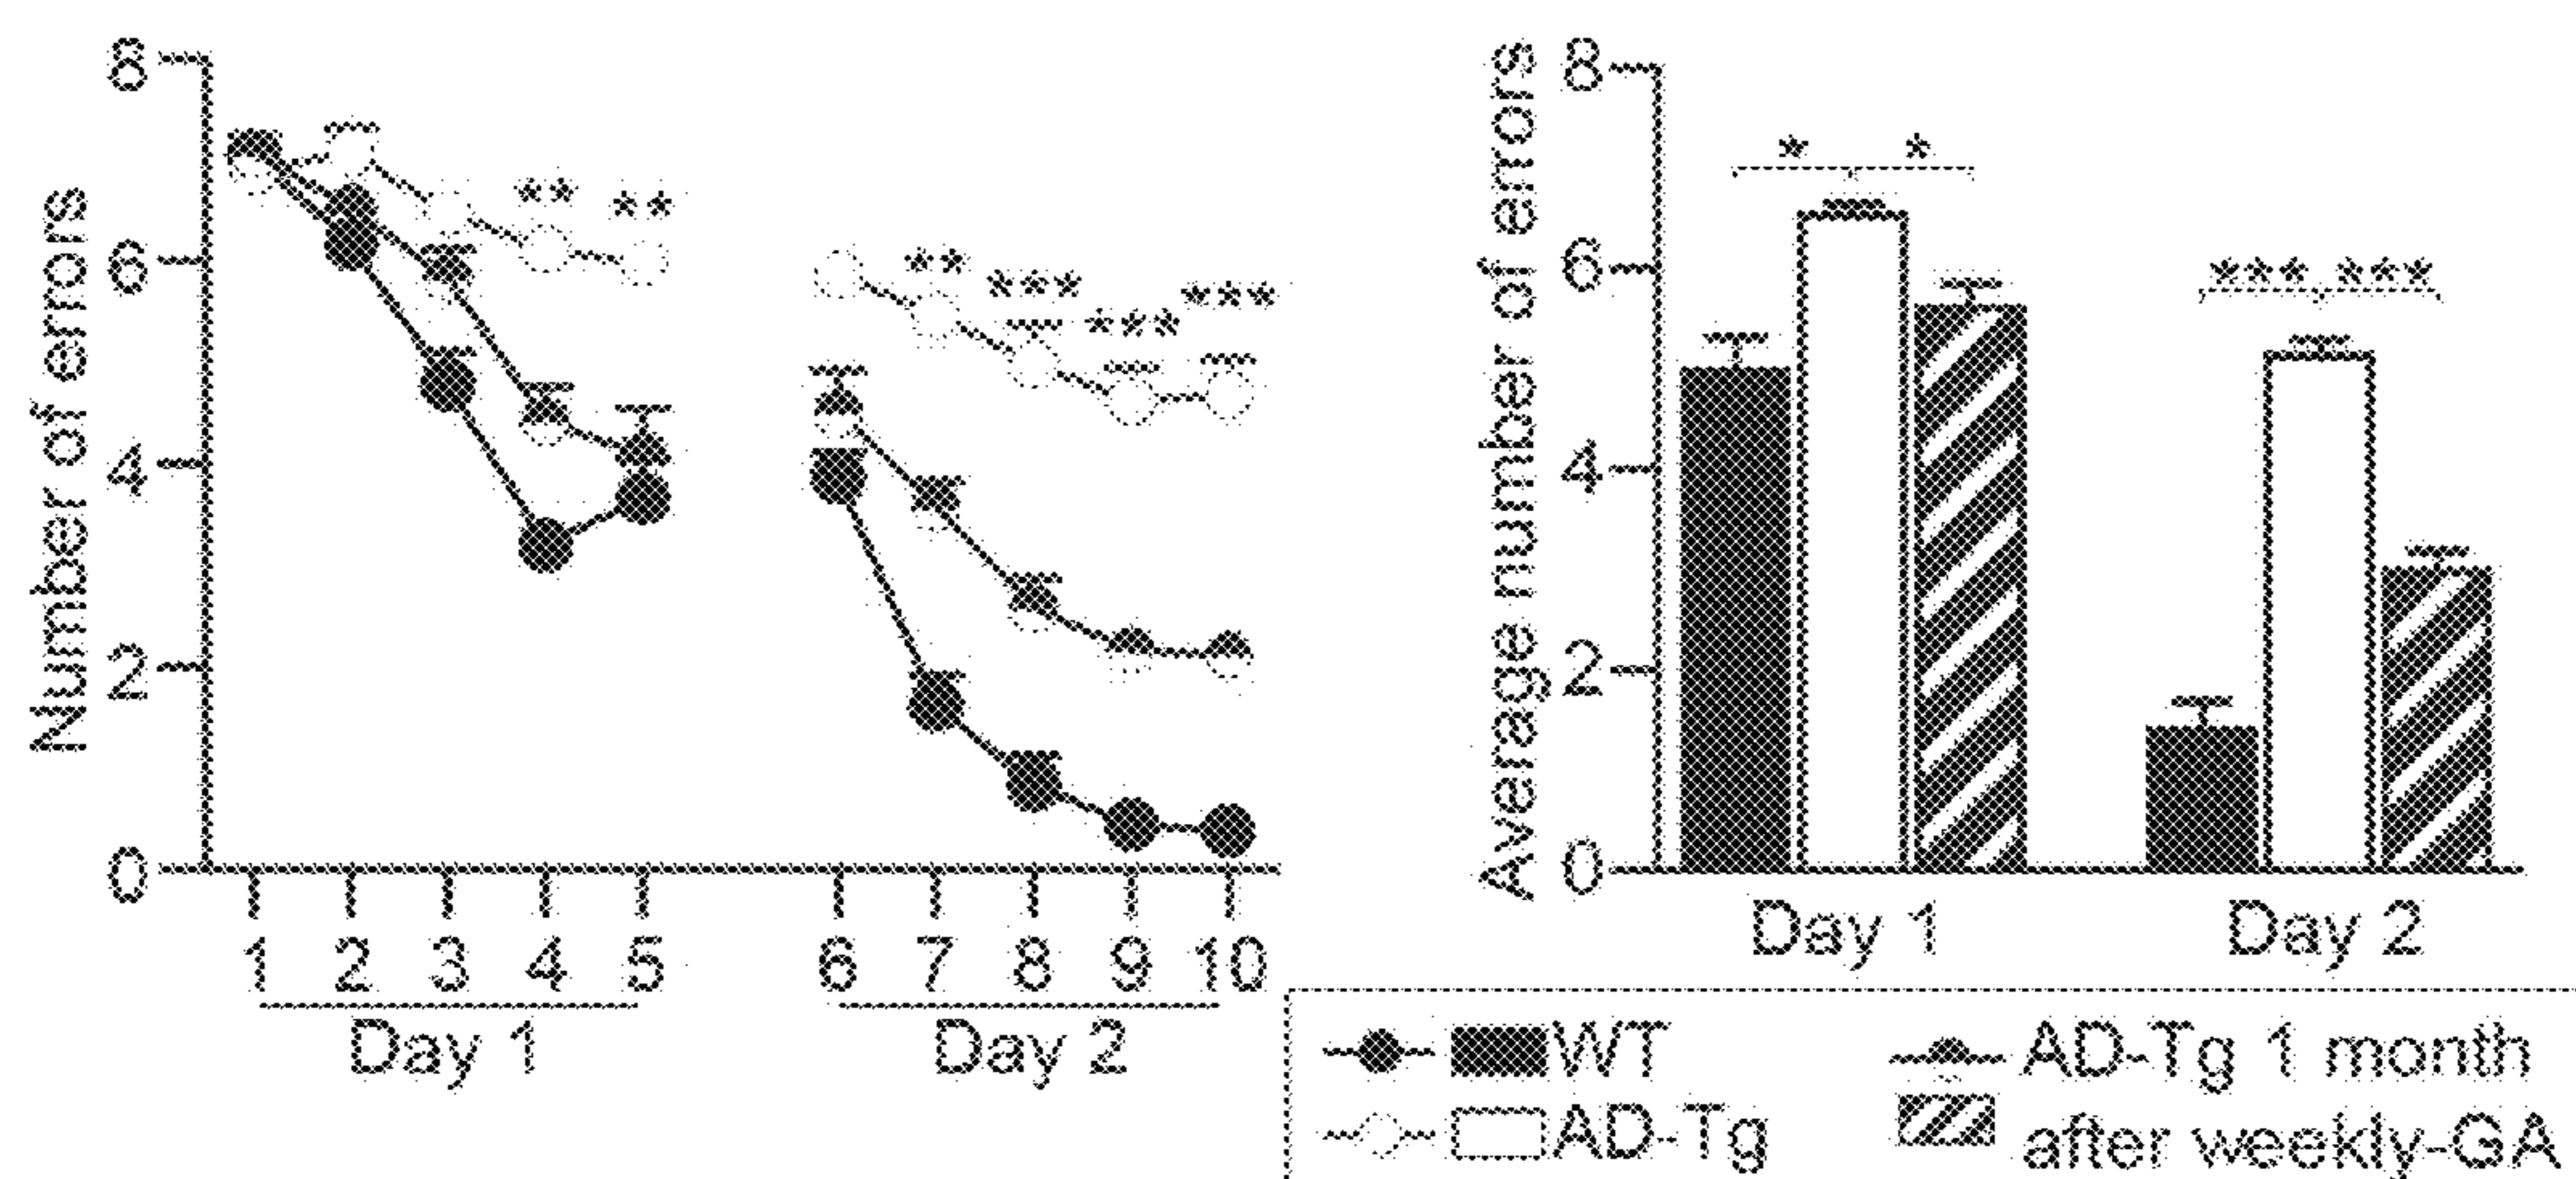 Number of errors
8
6
4
2
0
** **
** *** *** ***
1 2 3 4 5 6 7 8 9 10
Day 1 Day 2
Average number of errors
8
6
4
2
0
* *
*** ***
Day 1 Day 2
WT
AD-Tg
AD-Tg 1 month
after weekly-GA